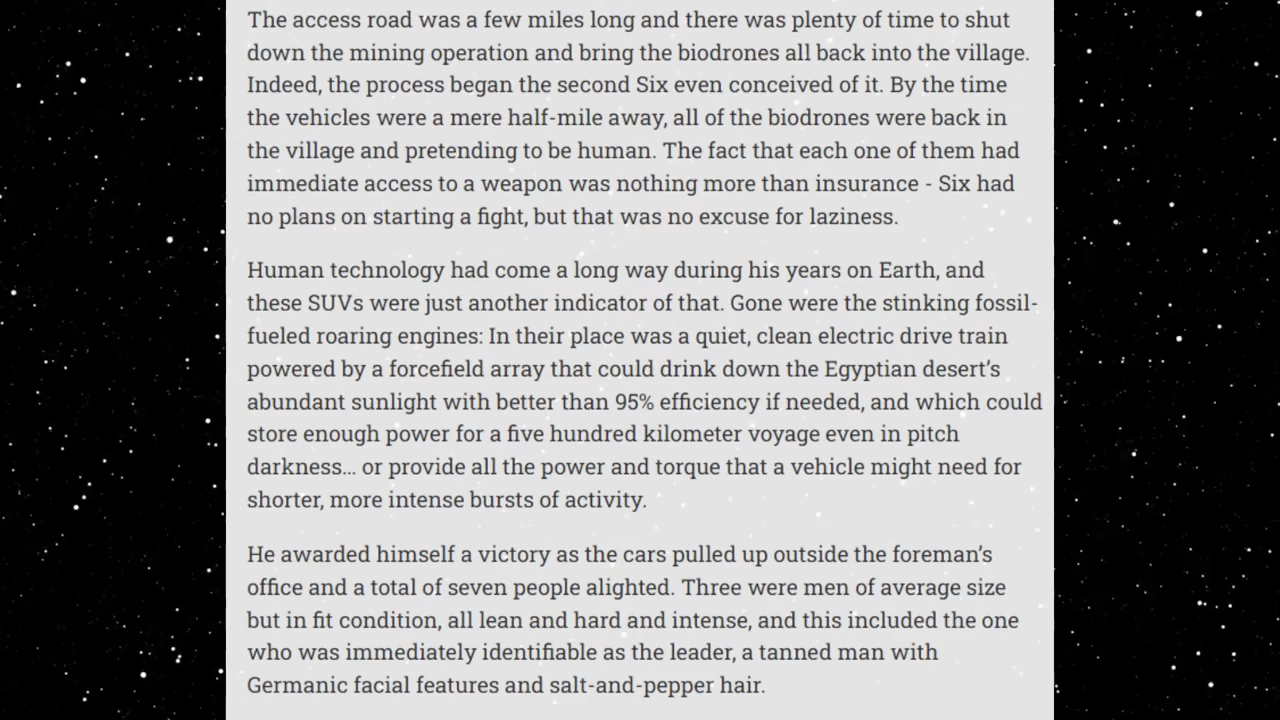 The access road was a few miles long and there was plenty of time to shut
down the mining operation and bring the biodrones all back into the village.
Indeed, the process began the second Six even conceived of it. By the time
the vehicles were a mere half-mile away, all of the biodrones were back in
the village and pretending to be human. The fact that each one of them had
immediate access to a weapon was nothing more than insurance - Six had
no plans on starting a fight, but that was no excuse for laziness.
Human technology had come a long way during his years on Earth, and
these SUVs were just another indicator of that. Gone were the stinking fossil-
fueled roaring engines: In their place was a quiet, clean electric drive train
powered by a forcefield array that could drink down the Egyptian desert’s
abundant sunlight with better than 95% efficiency if needed, and which could
store enough power for a five hundred kilometer voyage even in pitch
darkness… or provide all the power and torque that a vehicle might need for
shorter, more intense bursts of activity.
He awarded himself a victory as the cars pulled up outside the foreman’s
office and a total of seven people alighted. Three were men of average size
but in fit condition, all lean and hard and intense, and this included the one
who was immediately identifiable as the leader, a tanned man with
Germanic facial features and salt-and-pepper hair.